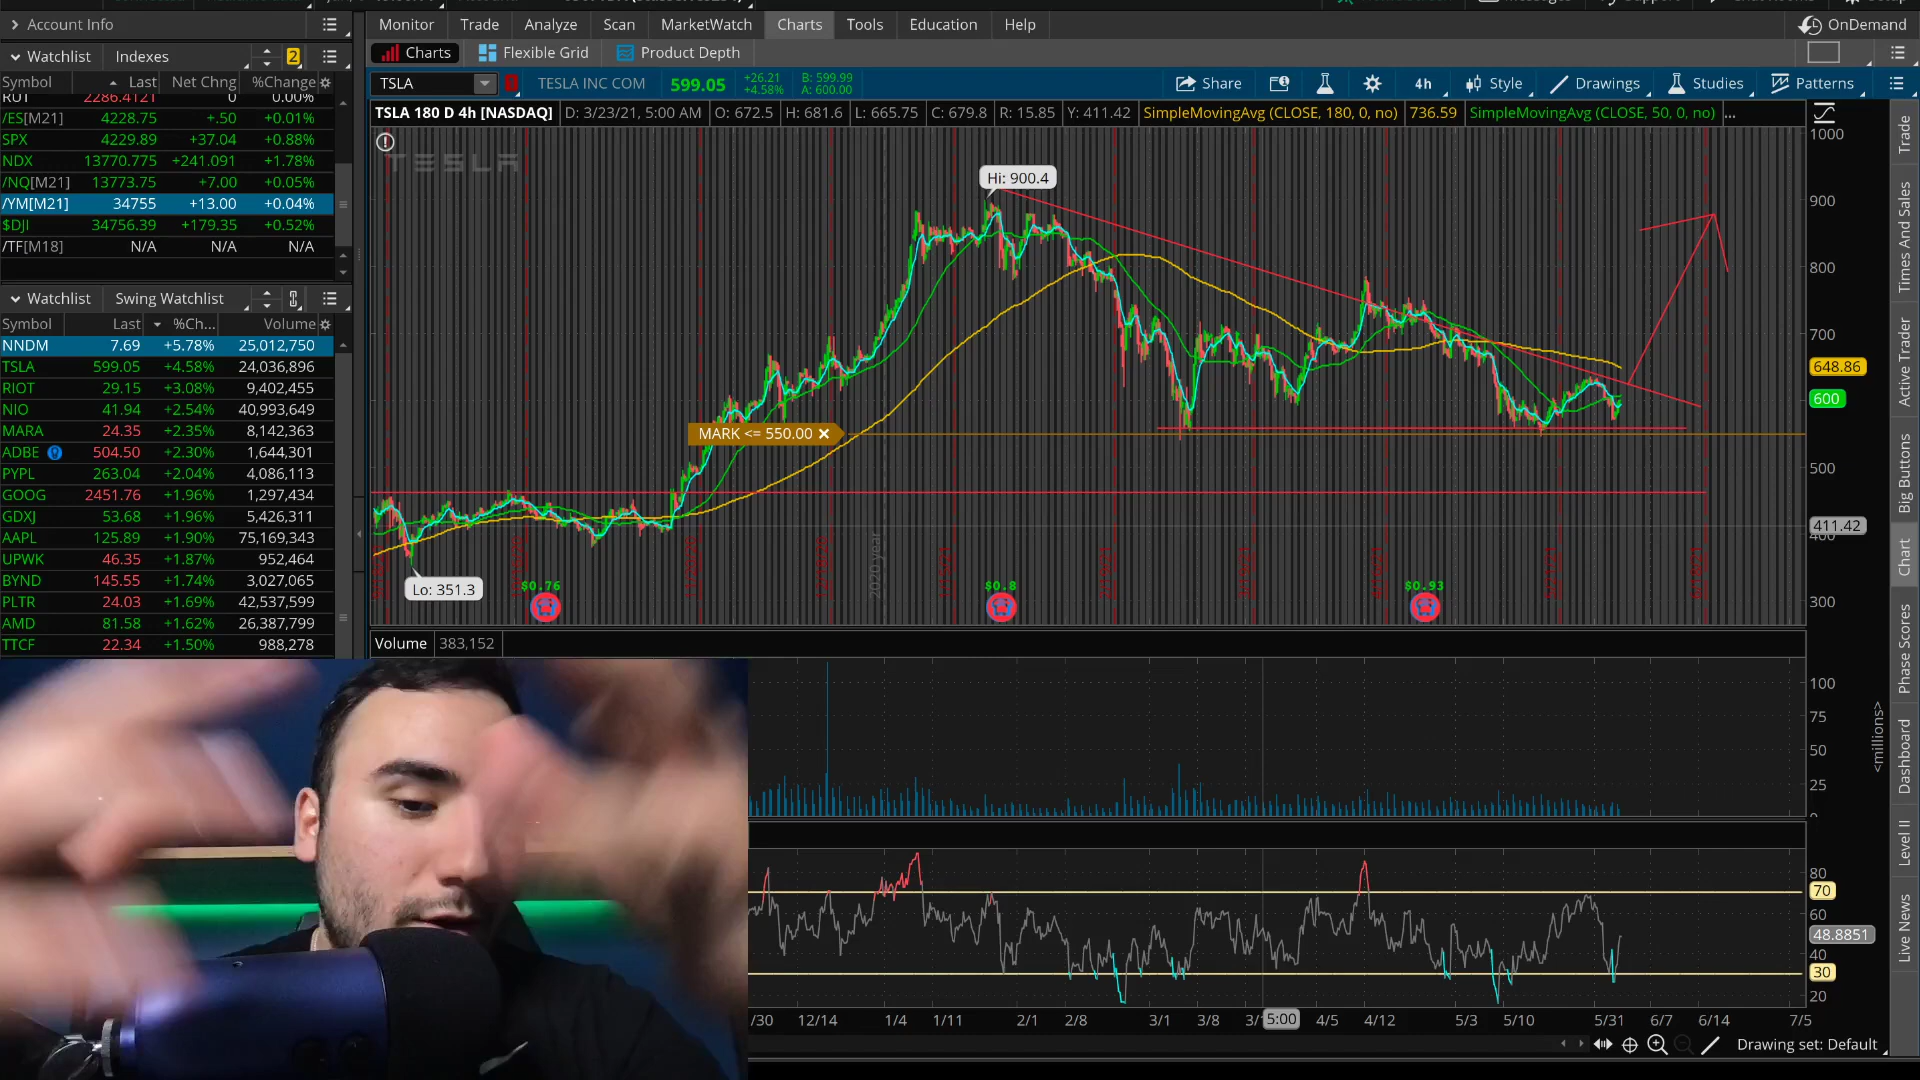 Account Info
Monitor Trade Analyze Scan MarketWatch Charts Tools Education Help OnDemand
Watchlist Indexes 2
Charts Flexible Grid Product Depth
Symbol Last Net Chng %Change
TSLA TESLA INC COM 599.05 +26.21 +4.58% B: 599.99 A: 600.00 Share 4h Style Drawings Studies Patterns
RUT 2286.4121 0 0.00%
/ES[M21] 4228.75 +.50 +0.01%
SPX 4229.89 +37.04 +0.88%
NDX 13770.775 +241.091 +1.78%
/NQ[M21] 13773.75 +7.00 +0.05%
/YM[M21] 34755 +13.00 +0.04%
$DJI 34756.39 +179.35 +0.52%
/TF[M18] N/A N/A N/A
TSLA 180 D 4h [NASDAQ] D: 3/23/21, 5:00 AM O: 672.5 H: 681.6 L: 665.75 C: 679.8 R: 15.85 Y: 411.42 SimpleMovingAvg (CLOSE, 180, 0, no) 736.59 SimpleMovingAvg (CLOSE, 50, 0, no) ...
TESLA
Hi: 900.4
MARK <= 550.00
Lo: 351.3
2020 year
$0.76
$0.8
$0.93
1000
900
800
700
648.86
600
500
411.42
400
300
Watchlist Swing Watchlist
Symbol Last %Ch... Volume
NNDM 7.69 +5.78% 25,012,750
TSLA 599.05 +4.58% 24,036,896
RIOT 29.15 +3.08% 9,402,455
NIO 41.94 +2.54% 40,993,649
MARA 24.35 +2.35% 8,142,363
ADBE 504.50 +2.30% 1,644,301
PYPL 263.04 +2.04% 4,086,113
GOOG 2451.76 +1.96% 1,297,434
GDXJ 53.68 +1.96% 5,426,311
AAPL 125.89 +1.90% 75,169,343
UPWK 46.35 +1.87% 952,464
BYND 145.55 +1.74% 3,027,065
PLTR 24.03 +1.69% 42,537,599
AMD 81.58 +1.62% 26,387,799
TTCF 22.34 +1.50% 988,278
Volume 383,152
100
75
50
25
<millions>
80
70
60
48.8851
40
30
20
/30 12/14 1/4 1/11 2/1 2/8 3/1 3/8 5:00 4/5 4/12 5/3 5/10 5/31 6/7 6/14 7/5
Drawing set: Default
Trade
Times And Sales
Active Trader
Big Buttons
Chart
Phase Scores
Dashboard
Level II
Live News